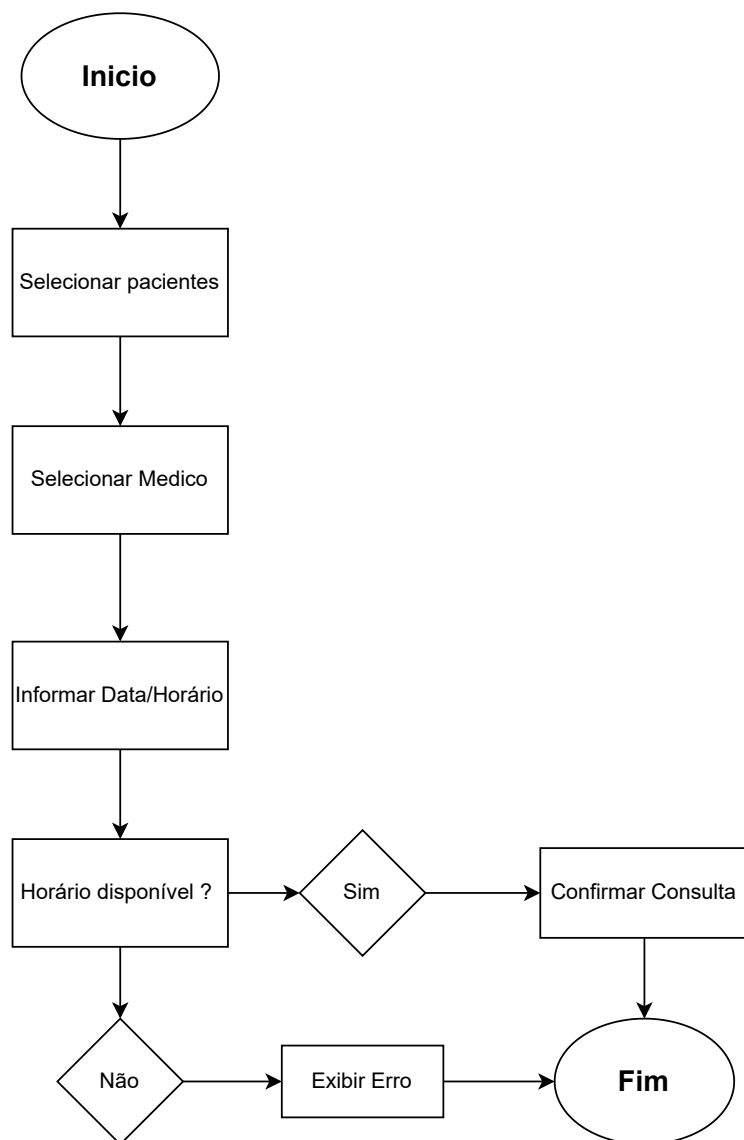 Inicio
Selecionar pacientes
Selecionar Medico
Informar Data/Horário
Horário disponível ?
Sim
Confirmar Consulta
Não
Exibir Erro
Fim